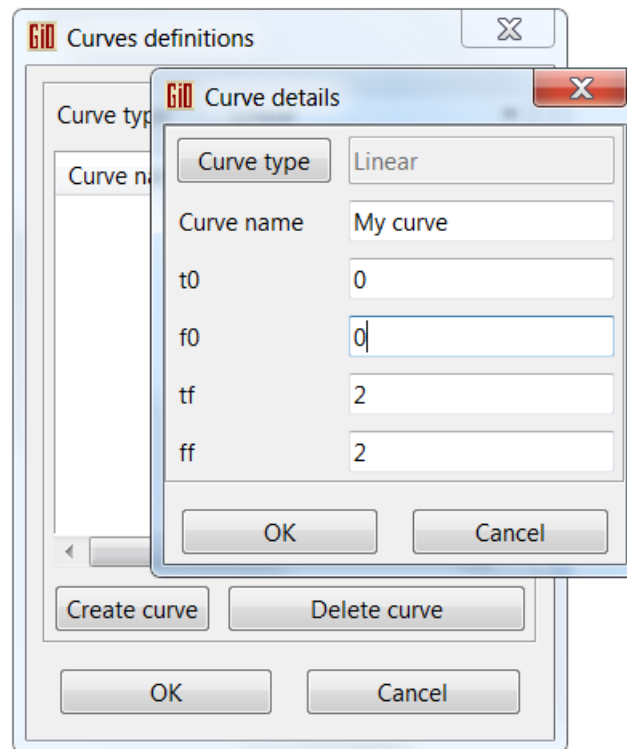 GiD Curves definitions
Curve typ
Curve na
GiD Curve details
Curve type Linear
Curve name My curve
t0 0
f0 0
tf 2
ff 2
OK Cancel
Create curve Delete curve
OK Cancel